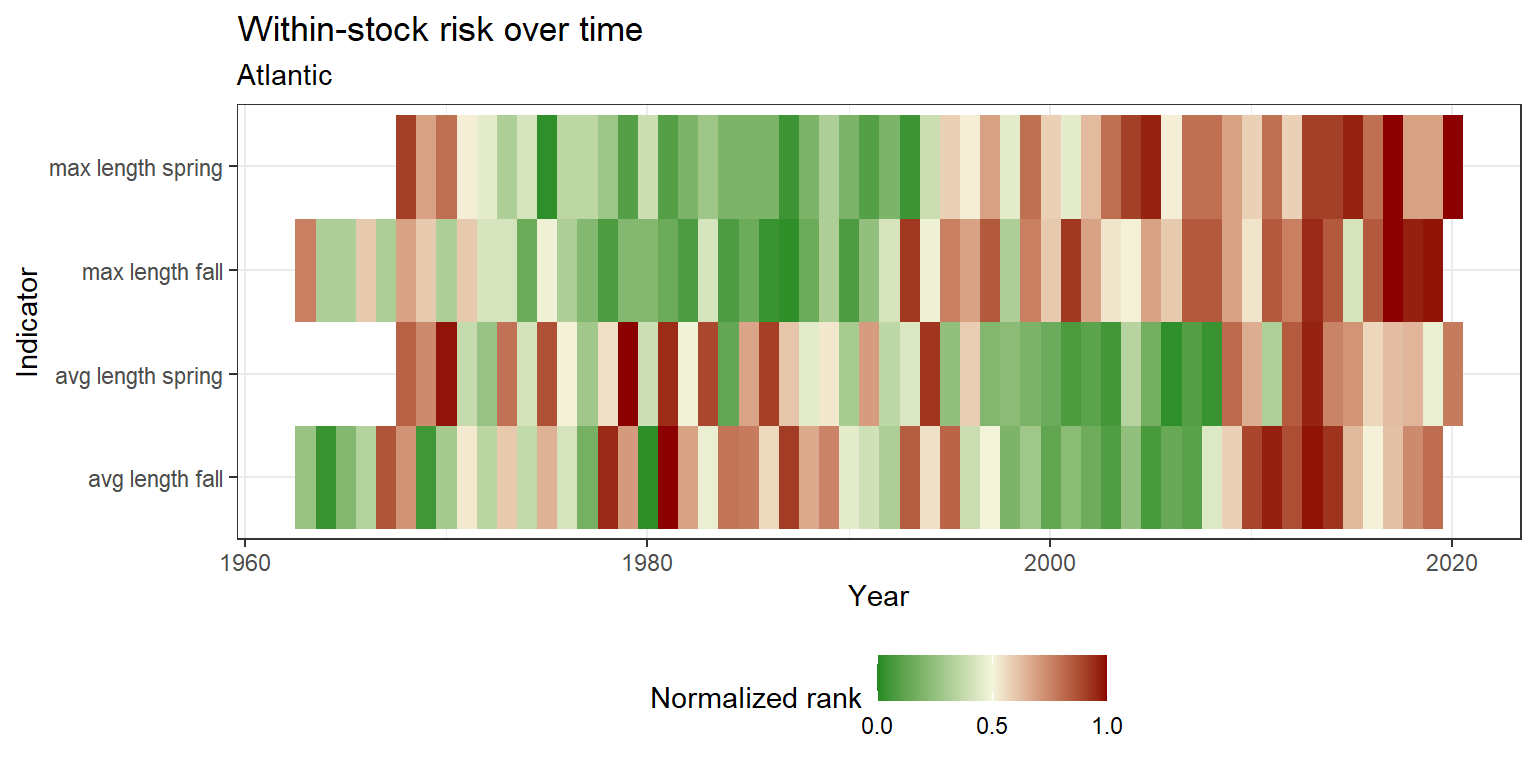 Within-stock risk over time
Atlantic
Indicator
max length spring
max length fall
avg length spring
avg length fall
1960 1980 2000 2020
Year
Normalized rank
0.0 0.5 1.0